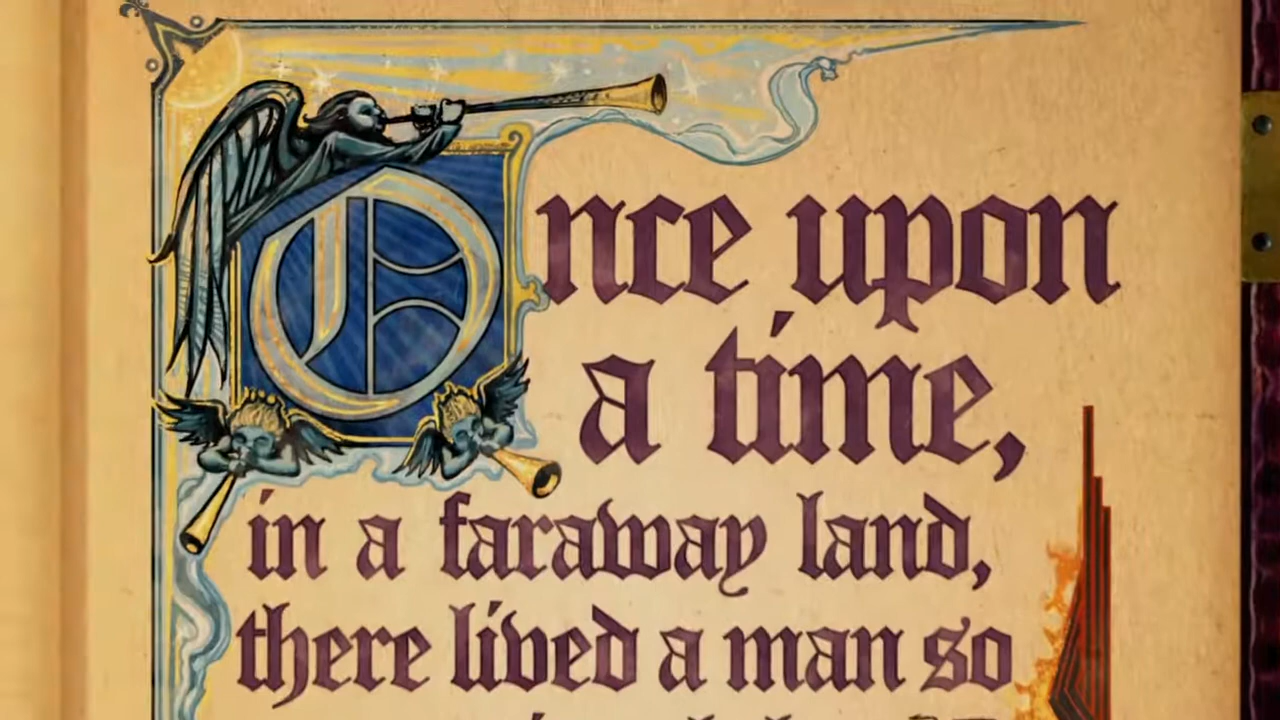 Once upon
a time,
in a faraway land,
there lived a man so